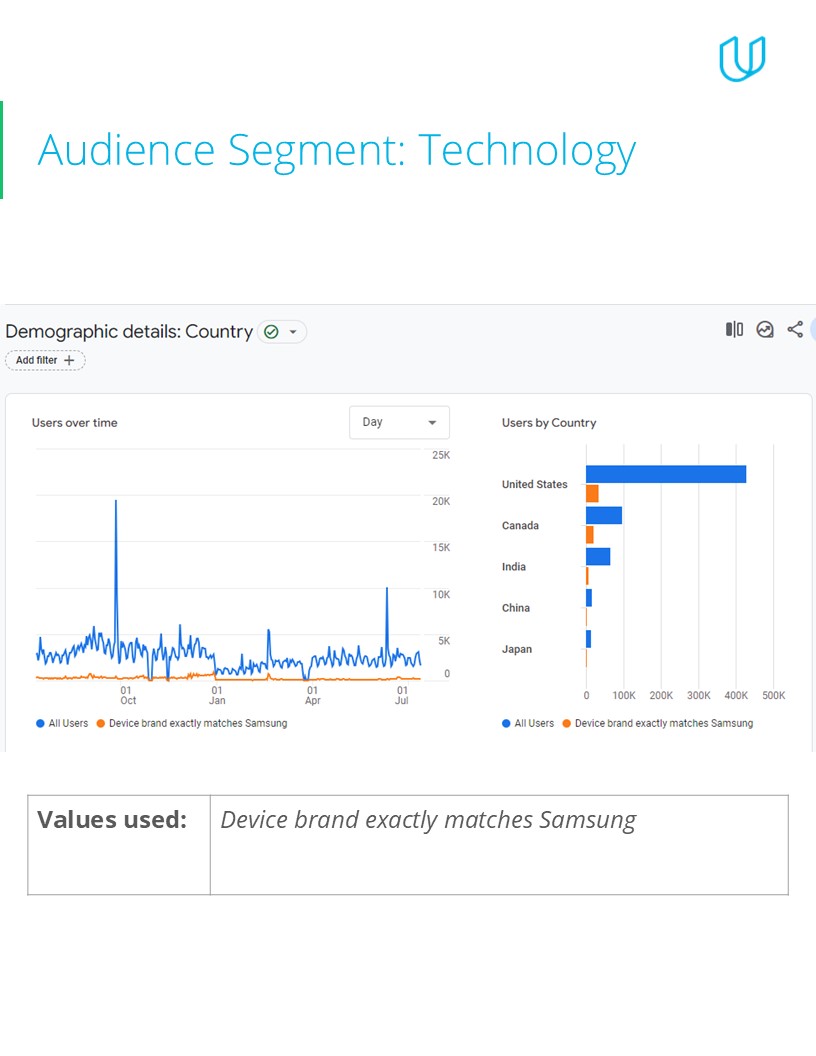 Audience Segment: Technology
Demographic details: Country
Add filter +
Users over time
Day
25K
20K
15K
10K
5K
0
01 Oct
01 Jan
01 Apr
01 Jul
All Users
Device brand exactly matches Samsung
Users by Country
United States
Canada
India
China
Japan
0 100K 200K 300K 400K 500K
All Users
Device brand exactly matches Samsung
Values used:
Device brand exactly matches Samsung